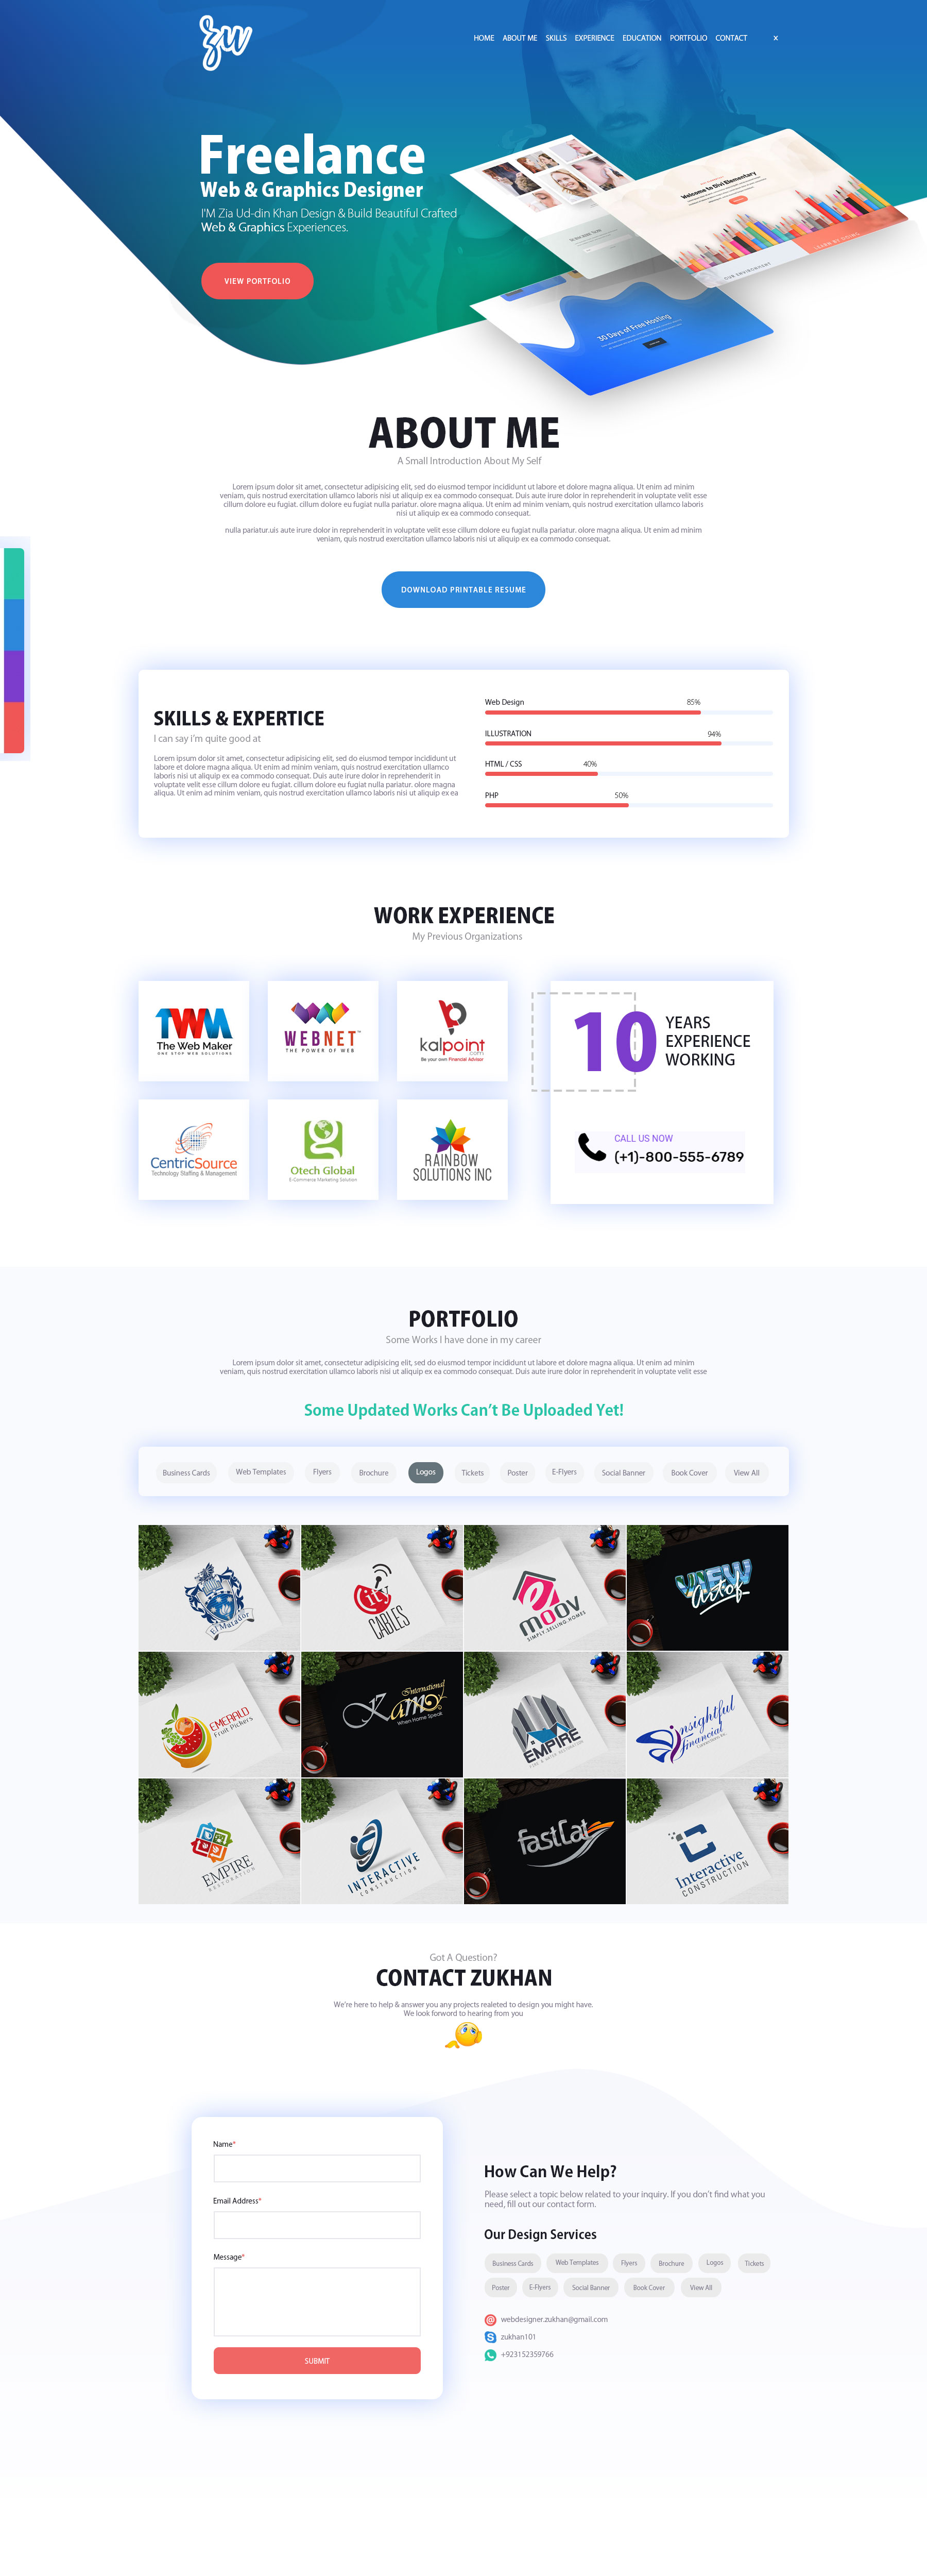 zw
HOME ABOUT ME SKILLS EXPERIENCE EDUCATION PORTFOLIO CONTACT x
Freelance
Web & Graphics Designer
I'M Zia Ud-din Khan Design & Build Beautiful Crafted
Web & Graphics Experiences.
VIEW PORTFOLIO
Welcome to Divi Elementary
OUR ENVIRONMENT
LEARN BY DOING
30 Days of Free Hosting
ABOUT ME
A Small Introduction About My Self
Lorem ipsum dolor sit amet, consectetur adipisicing elit, sed do eiusmod tempor incididunt ut labore et dolore magna aliqua. Ut enim ad minim
veniam, quis nostrud exercitation ullamco laboris nisi ut aliquip ex ea commodo consequat. Duis aute irure dolor in reprehenderit in voluptate velit esse
cillum dolore eu fugiat. cillum dolore eu fugiat nulla pariatur. olore magna aliqua. Ut enim ad minim veniam, quis nostrud exercitation ullamco laboris
nisi ut aliquip ex ea commodo consequat.
nulla pariatur.uis aute irure dolor in reprehenderit in voluptate velit esse cillum dolore eu fugiat nulla pariatur. olore magna aliqua. Ut enim ad minim
veniam, quis nostrud exercitation ullamco laboris nisi ut aliquip ex ea commodo consequat.
DOWNLOAD PRINTABLE RESUME
SKILLS & EXPERTICE
I can say i'm quite good at
Lorem ipsum dolor sit amet, consectetur adipisicing elit, sed do eiusmod tempor incididunt ut
labore et dolore magna aliqua. Ut enim ad minim veniam, quis nostrud exercitation ullamco
laboris nisi ut aliquip ex ea commodo consequat. Duis aute irure dolor in reprehenderit in
voluptate velit esse cillum dolore eu fugiat. cillum dolore eu fugiat nulla pariatur. olore magna
aliqua. Ut enim ad minim veniam, quis nostrud exercitation ullamco laboris nisi ut aliquip ex ea
Web Design 85%
ILLUSTRATION 94%
HTML / CSS 40%
PHP 50%
WORK EXPERIENCE
My Previous Organizations
TWM
The Web Maker
ONE STOP WEB SOLUTIONS
WEBNET™
THE POWER OF WEB
kalpoint
.com
Be your own Financial Advisor
CentricSource
Technology Staffing & Management
Otech Global
E-Commerce Marketing Solution
RAINBOW
SOLUTIONS INC
10
YEARS
EXPERIENCE
WORKING
CALL US NOW
(+1)-800-555-6789
PORTFOLIO
Some Works I have done in my career
Lorem ipsum dolor sit amet, consectetur adipisicing elit, sed do eiusmod tempor incididunt ut labore et dolore magna aliqua. Ut enim ad minim
veniam, quis nostrud exercitation ullamco laboris nisi ut aliquip ex ea commodo consequat. Duis aute irure dolor in reprehenderit in voluptate velit esse
Some Updated Works Can't Be Uploaded Yet!
Business Cards Web Templates Flyers Brochure Logos Tickets Poster E-Flyers Social Banner Book Cover View All
El Matador
itv
CABLES
moov
SIMPLY.SELLING.HOMES
VIEW
Art of
EMERALD
Fruit Pickers
International
Kamo
When Home Speak
EMPIRE
insightful
Financial
EMPIRE
RESTORATION
INTERACTIVE
CONSTRUCTION
fastCat
Interactive
CONSTRUCTION
Got A Question?
CONTACT ZUKHAN
We're here to help & answer you any projects realeted to design you might have.
We look forword to hearing from you
Name*
Email Address*
Message*
SUBMIT
How Can We Help?
Please select a topic below related to your inquiry. If you don't find what you
need, fill out our contact form.
Our Design Services
Business Cards Web Templates Flyers Brochure Logos Tickets
Poster E-Flyers Social Banner Book Cover View All
webdesigner.zukhan@gmail.com
zukhan101
+923152359766